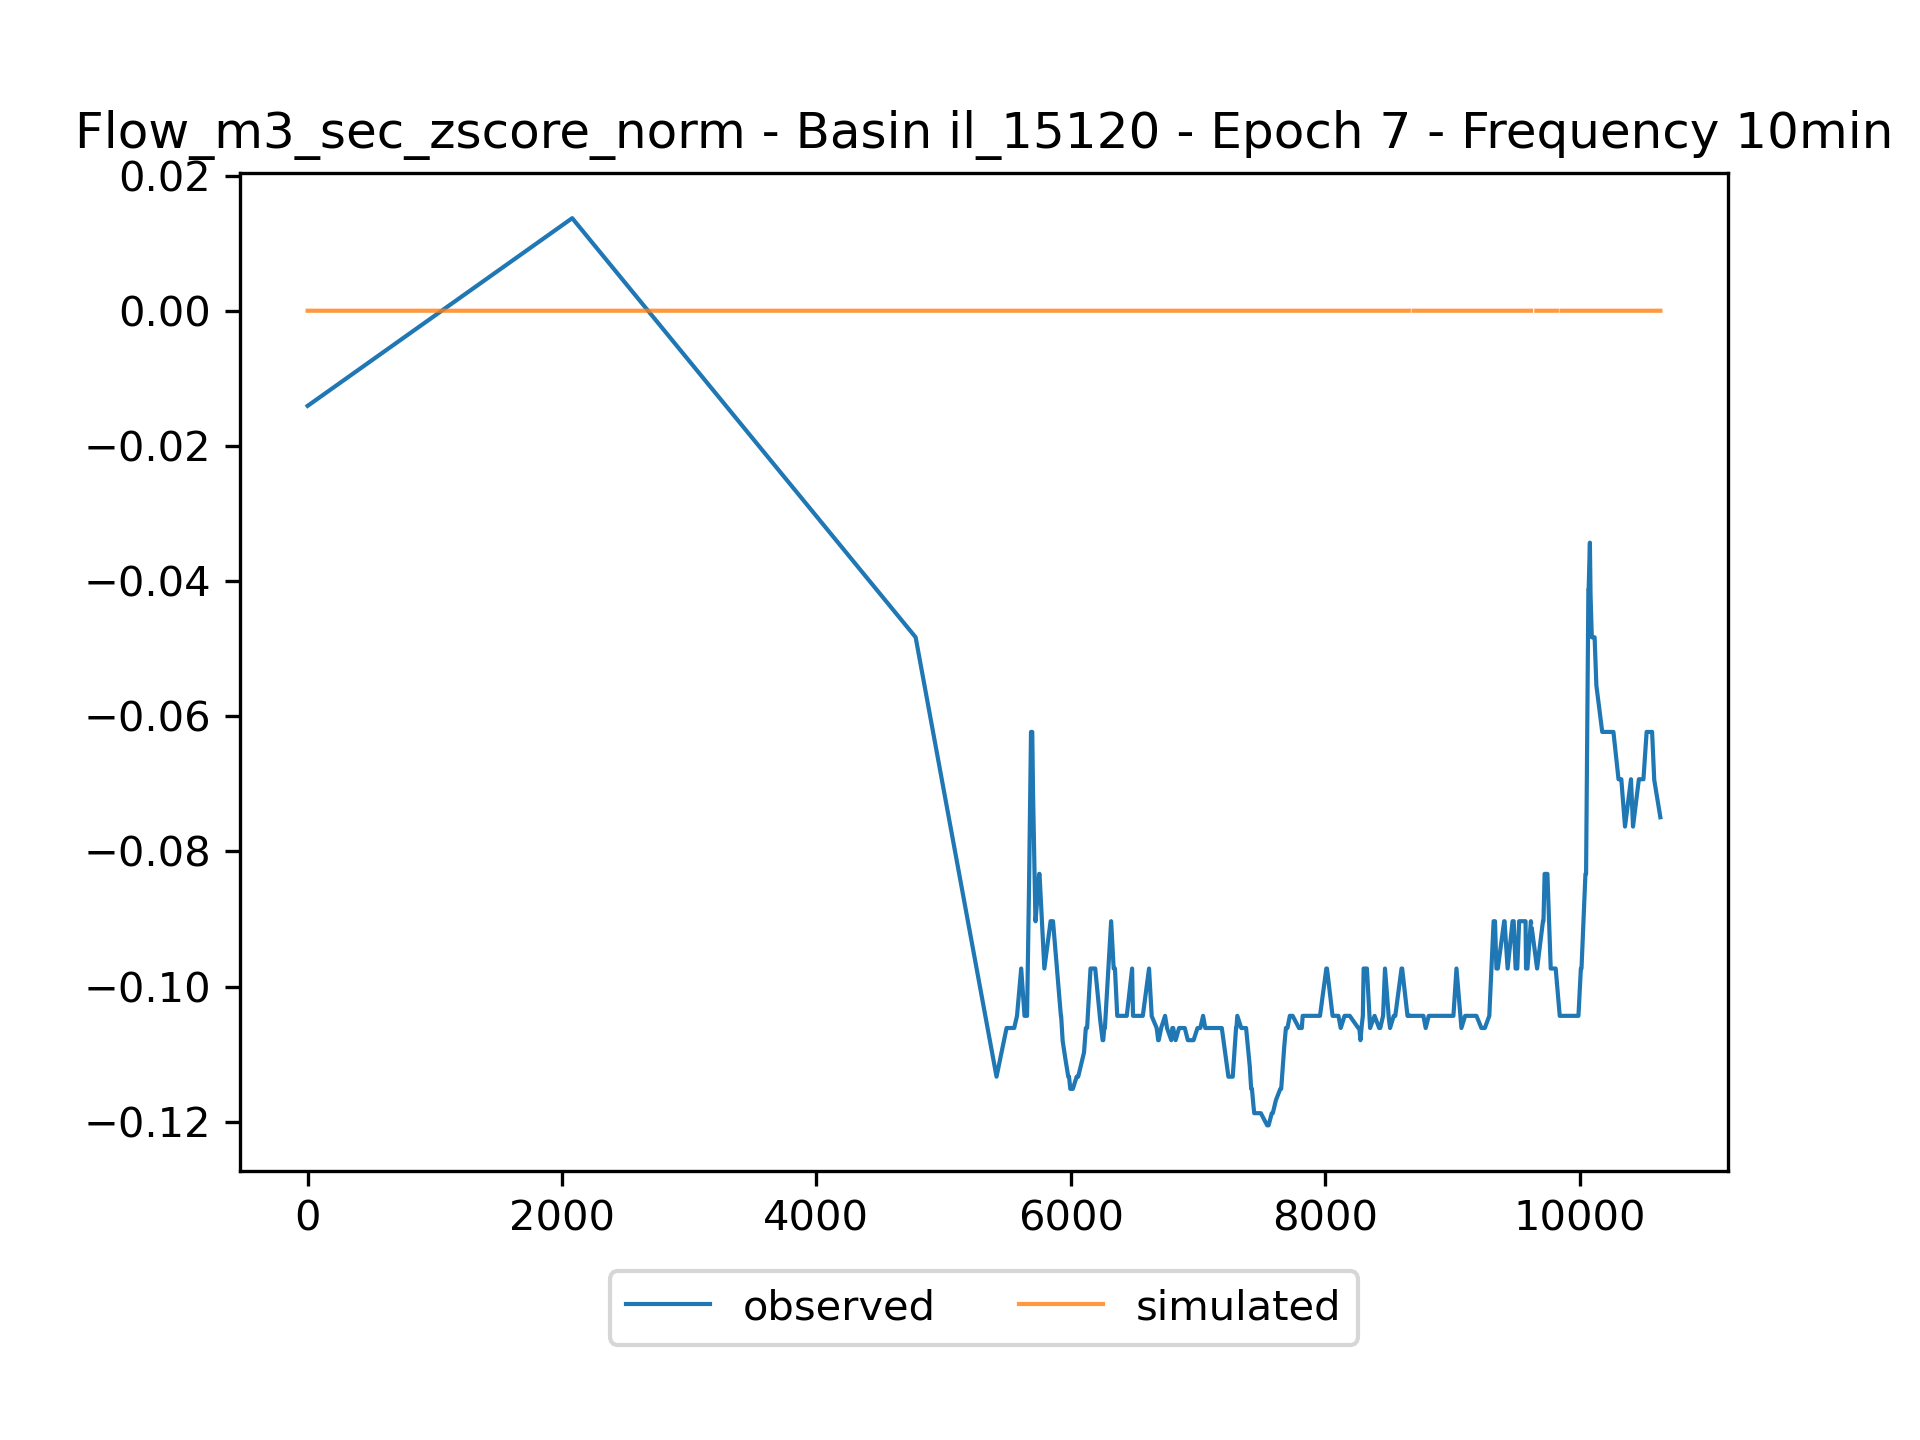 Flow_m3_sec_zscore_norm - Basin il_15120 - Epoch 7 - Frequency 10min
0.02
0.00
−0.02
−0.04
−0.06
−0.08
−0.10
−0.12
0 2000 4000 6000 8000 10000
observed simulated